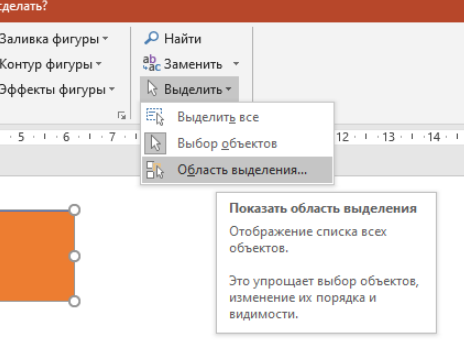 сделать?
Заливка фигуры
Контур фигуры
Эффекты фигуры
Найти
Заменить
Выделить
Выделить все
Выбор объектов
Область выделения...
5 6 7 12 13 14
Показать область выделения
Отображение списка всех
объектов.
Это упрощает выбор объектов,
изменение их порядка и
видимости.